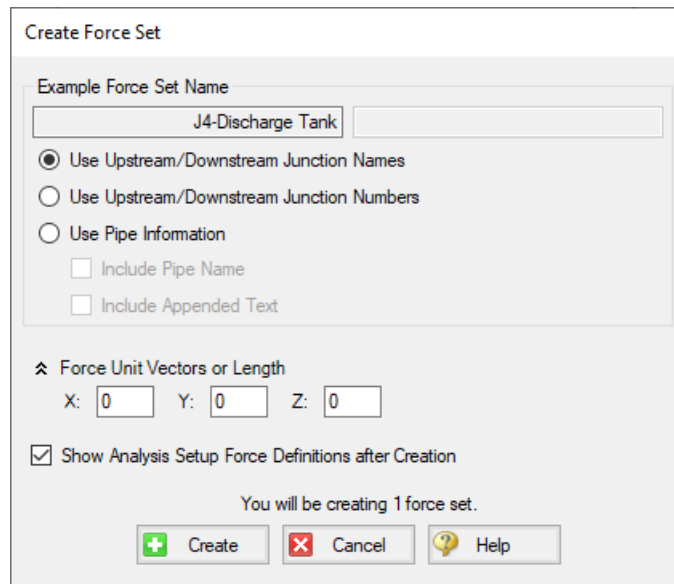 Create Force Set
Example Force Set Name
J4-Discharge Tank
Use Upstream/Downstream Junction Names
Use Upstream/Downstream Junction Numbers
Use Pipe Information
Include Pipe Name
Include Appended Text
Force Unit Vectors or Length
X: 0 Y: 0 Z: 0
Show Analysis Setup Force Definitions after Creation
You will be creating 1 force set.
Create Cancel Help